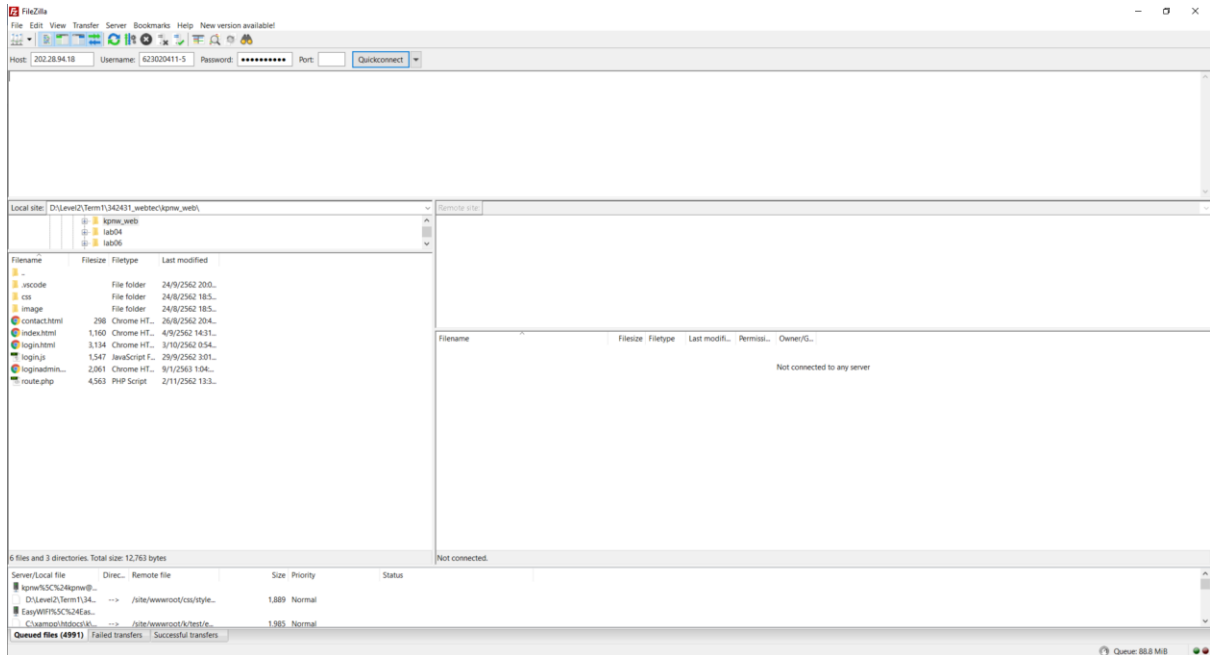 FileZilla
File Edit View Transfer Server Bookmarks Help New version available!
Host: 202.28.94.18 Username: 623020411-5 Password: ●●●●●●●●●● Port: Quickconnect
Local site: D:\Level2\Term1\342431_webtec\kpnw_web\ Remote site:
kpnw_web
lab04
lab06
Filename Filesize Filetype Last modified
..
.vscode File folder 24/9/2562 20:0...
css File folder 24/8/2562 18:5...
image File folder 24/8/2562 18:5...
contact.html 298 Chrome HT... 26/8/2562 20:4...
index.html 1,160 Chrome HT... 4/9/2562 14:31...
login.html 3,134 Chrome HT... 3/10/2562 0:54...
login.js 1,547 JavaScript F... 29/9/2562 3:01...
loginadmin... 2,061 Chrome HT... 9/1/2563 1:04:...
route.php 4,563 PHP Script 2/11/2562 13:3...
6 files and 3 directories. Total size: 12,763 bytes
Filename Filesize Filetype Last modifi... Permissi... Owner/G...
Not connected to any server
Not connected.
Server/Local file Direc... Remote file Size Priority Status
kpnw%5C%24kpnw@...
D:\Level2\Term1\34... --> /site/wwwroot/css/style... 1,889 Normal
EasyWIFI%5C%24Eas...
C:\xampp\htdocs\k\... --> /site/wwwroot/k/test/e... 1,985 Normal
Queued files (4991) Failed transfers Successful transfers
Queue: 88.8 MiB